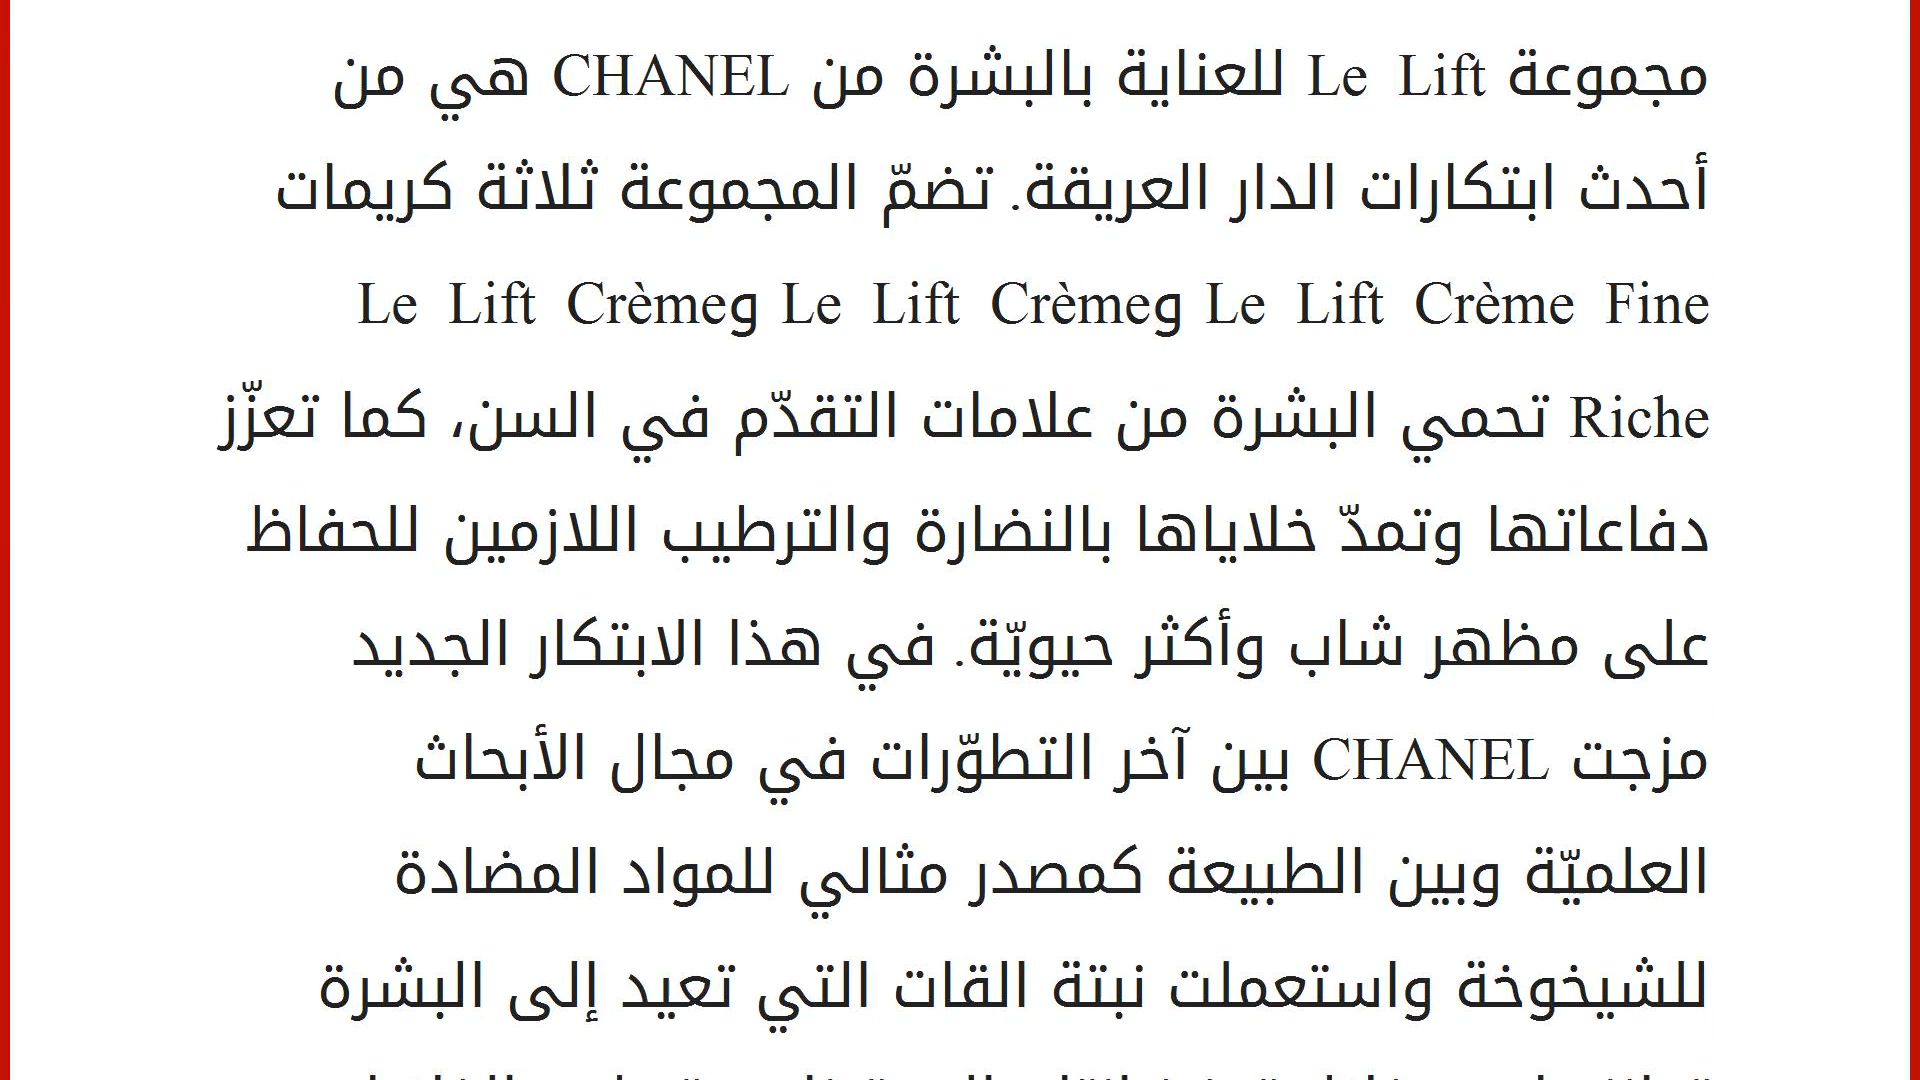 مجموعة Le Lift للعناية بالبشرة من CHANEL هي من
أحدث ابتكارات الدار العريقة. تضمّ المجموعة ثلاثة كريمات
Le Lift Crème Fine وLe Lift Crème وLe Lift Crème
Riche تحمي البشرة من علامات التقدّم في السن، كما تعزّز
دفاعاتها وتمدّ خلاياها بالنضارة والترطيب اللازمين للحفاظ
على مظهر شاب وأكثر حيويّة. في هذا الابتكار الجديد
مزجت CHANEL بين آخر التطوّرات في مجال الأبحاث
العلميّة وبين الطبيعة كمصدر مثالي للمواد المضادة
للشيخوخة واستعملت نبتة القات التي تعيد إلى البشرة